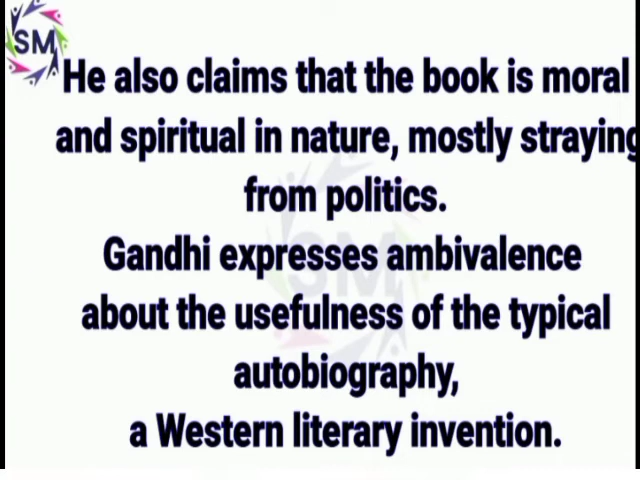 SM
He also claims that the book is moral
and spiritual in nature, mostly straying
from politics.
Gandhi expresses ambivalence
about the usefulness of the typical
autobiography,
a Western literary invention.
SM